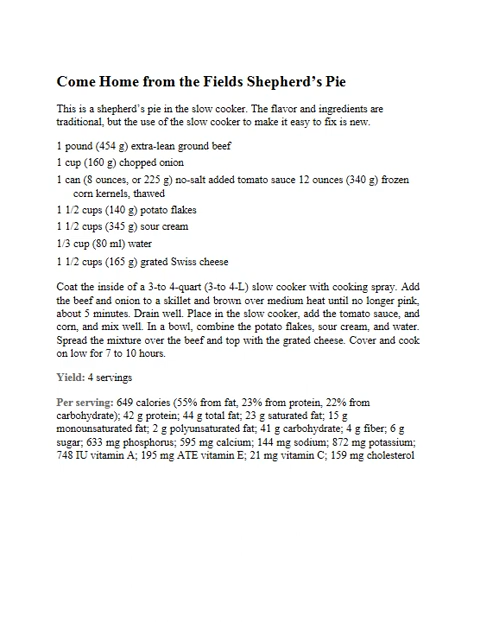 Come Home from the Fields Shepherd's Pie
This is a shepherd's pie in the slow cooker. The flavor and ingredients are
traditional, but the use of the slow cooker to make it easy to fix is new.
1 pound (454 g) extra-lean ground beef
1 cup (160 g) chopped onion
1 can (8 ounces, or 225 g) no-salt added tomato sauce 12 ounces (340 g) frozen
corn kernels, thawed
1 1/2 cups (140 g) potato flakes
1 1/2 cups (345 g) sour cream
1/3 cup (80 ml) water
1 1/2 cups (165 g) grated Swiss cheese
Coat the inside of a 3-to 4-quart (3-to 4-L) slow cooker with cooking spray. Add
the beef and onion to a skillet and brown over medium heat until no longer pink,
about 5 minutes. Drain well. Place in the slow cooker, add the tomato sauce, and
corn, and mix well. In a bowl, combine the potato flakes, sour cream, and water.
Spread the mixture over the beef and top with the grated cheese. Cover and cook
on low for 7 to 10 hours.
Yield: 4 servings
Per serving: 649 calories (55% from fat, 23% from protein, 22% from
carbohydrate); 42 g protein; 44 g total fat; 23 g saturated fat; 15 g
monounsaturated fat; 2 g polyunsaturated fat; 41 g carbohydrate; 4 g fiber; 6 g
sugar; 633 mg phosphorus; 595 mg calcium; 144 mg sodium; 872 mg potassium;
748 IU vitamin A; 195 mg ATE vitamin E; 21 mg vitamin C; 159 mg cholesterol